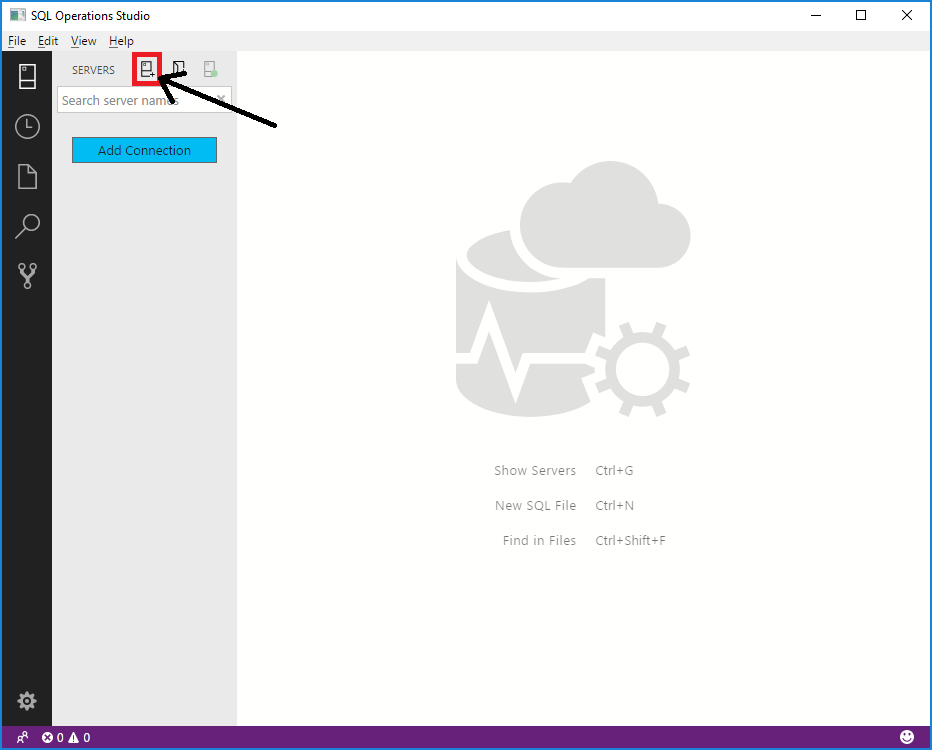 SQL Operations Studio
File Edit View Help
SERVERS
Search server names
Add Connection
Show Servers Ctrl+G
New SQL File Ctrl+N
Find in Files Ctrl+Shift+F
0 0